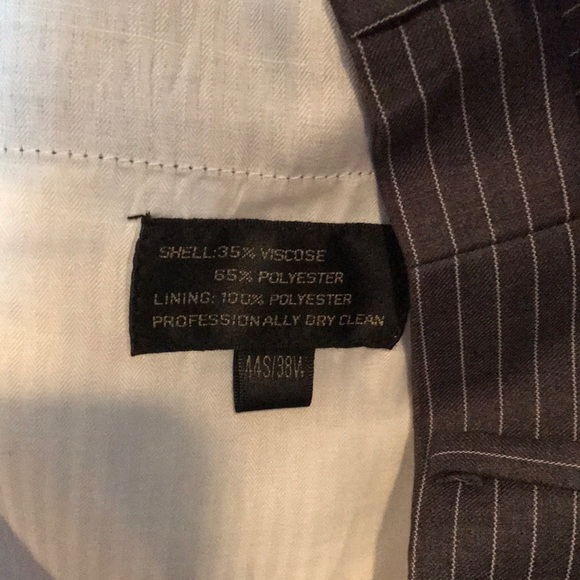 SHELL:35% VISCOSE
65% POLYESTER
LINING: 100% POLYESTER
PROFESSIONALLY DRY CLEAN
44S/38W